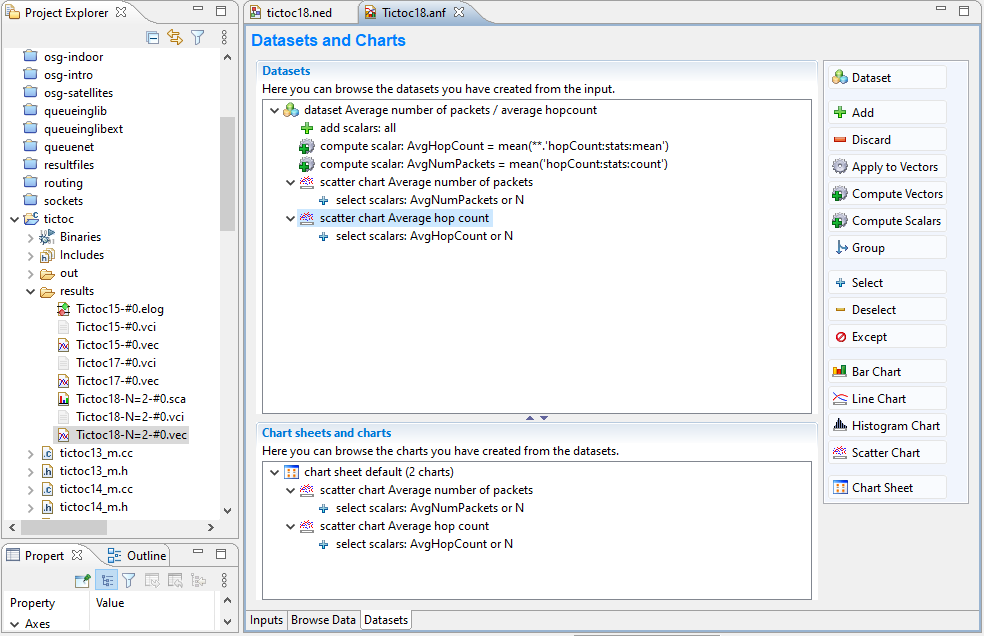 Project Explorer
osg-indoor
osg-intro
osg-satellites
queueinglib
queueinglibext
queuenet
resultfiles
routing
sockets
tictoc
Binaries
Includes
out
results
Tictoc15-#0.elog
Tictoc15-#0.vci
Tictoc15-#0.vec
Tictoc17-#0.vci
Tictoc17-#0.vec
Tictoc18-N=2-#0.sca
Tictoc18-N=2-#0.vci
Tictoc18-N=2-#0.vec
tictoc13_m.cc
tictoc13_m.h
tictoc14_m.cc
tictoc14_m.h
Propert Outline
Property Value
Axes
tictoc18.ned Tictoc18.anf
Datasets and Charts
Datasets
Here you can browse the datasets you have created from the input.
dataset Average number of packets / average hopcount
add scalars: all
compute scalar: AvgHopCount = mean(**.'hopCount:stats:mean')
compute scalar: AvgNumPackets = mean('hopCount:stats:count')
scatter chart Average number of packets
select scalars: AvgNumPackets or N
scatter chart Average hop count
select scalars: AvgHopCount or N
Chart sheets and charts
Here you can browse the charts you have created from the datasets.
chart sheet default (2 charts)
scatter chart Average number of packets
select scalars: AvgNumPackets or N
scatter chart Average hop count
select scalars: AvgHopCount or N
Inputs Browse Data Datasets
Dataset
Add
Discard
Apply to Vectors
Compute Vectors
Compute Scalars
Group
Select
Deselect
Except
Bar Chart
Line Chart
Histogram Chart
Scatter Chart
Chart Sheet